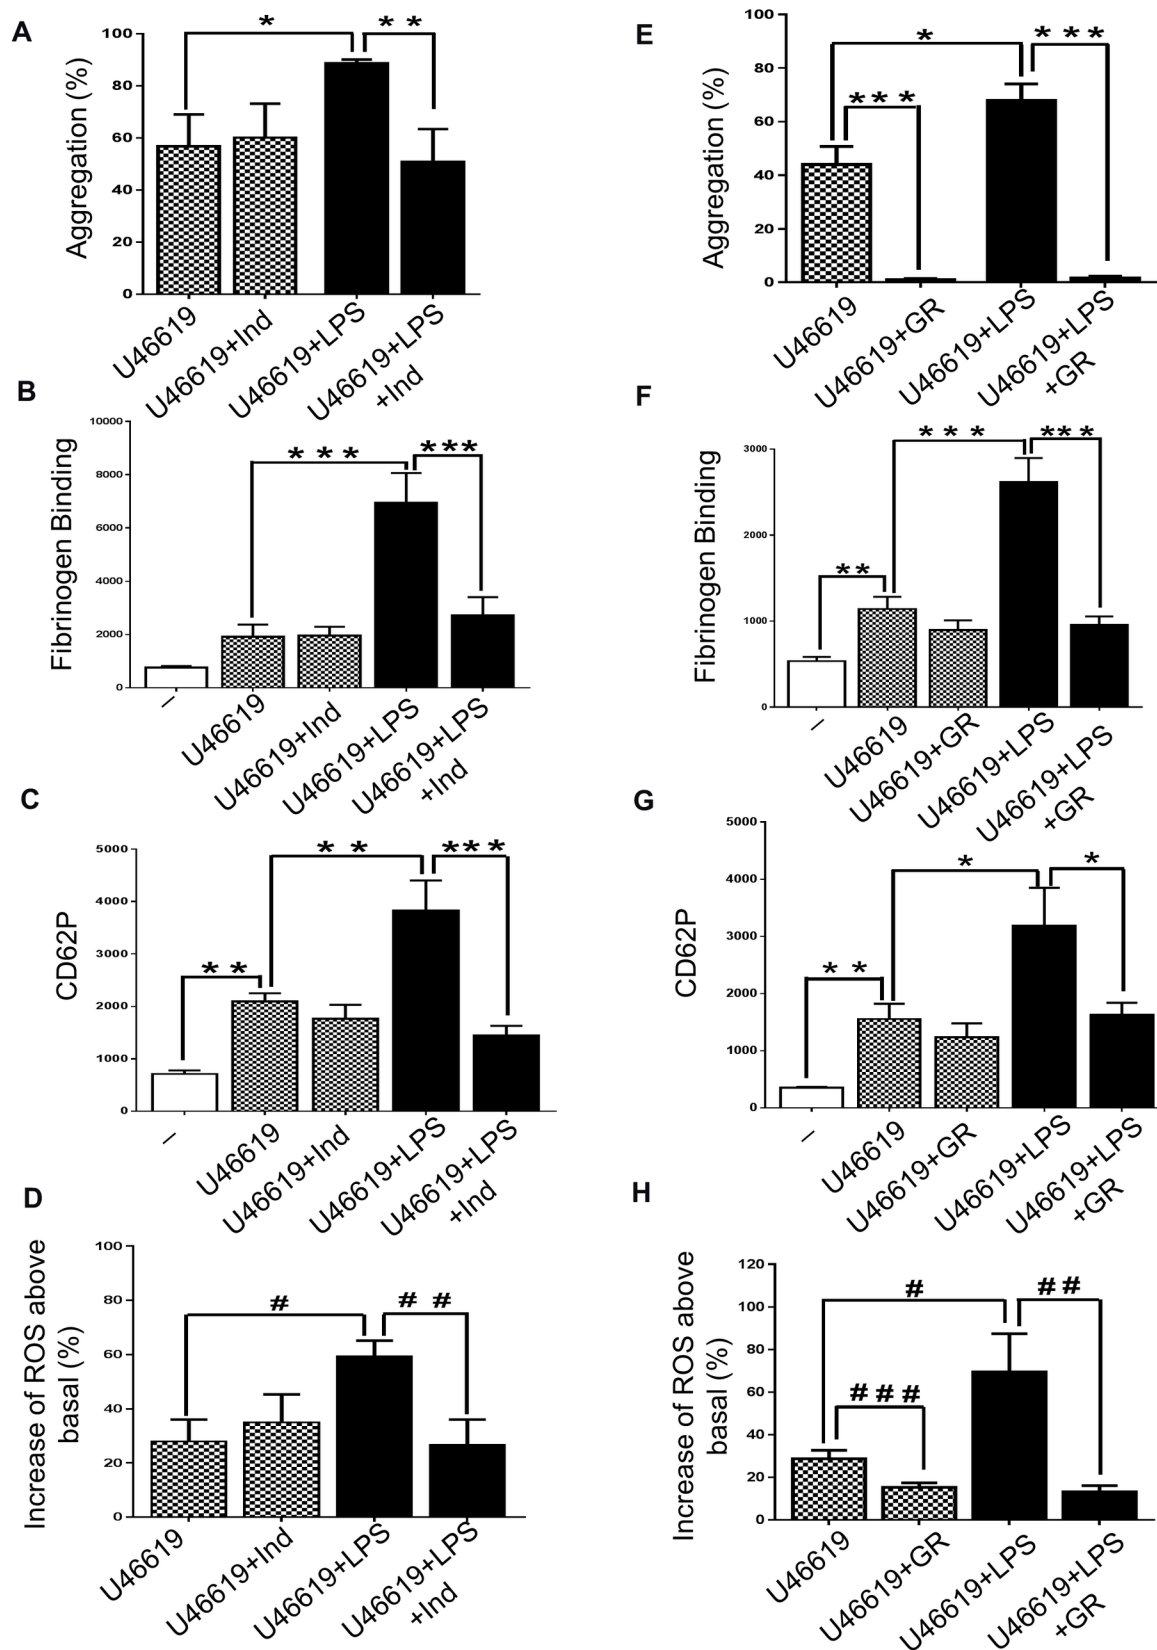 A
Aggregation (%)
100
80
60
40
20
0
*
* *
U46619
U46619+Ind
U46619+LPS
U46619+LPS
+Ind
E
Aggregation (%)
100
80
60
40
20
0
*
* * *
* * *
U46619
U46619+GR
U46619+LPS
U46619+LPS
+GR
B
Fibrinogen Binding
10000
8000
6000
4000
2000
0
* * *
***
–
U46619
U46619+Ind
U46619+LPS
U46619+LPS
+Ind
F
Fibrinogen Binding
3000
2000
1000
0
**
* * *
***
–
U46619
U46619+GR
U46619+LPS
U46619+LPS
+GR
C
CD62P
5000
4000
3000
2000
1000
0
* *
* *
***
–
U46619
U46619+Ind
U46619+LPS
U46619+LPS
+Ind
G
CD62P
5000
4000
3000
2000
1000
0
* *
*
*
–
U46619
U46619+GR
U46619+LPS
U46619+LPS
+GR
D
Increase of ROS above
basal (%)
100
80
60
40
20
0
#
# #
U46619
U46619+Ind
U46619+LPS
U46619+LPS
+Ind
H
Increase of ROS above
basal (%)
120
100
80
60
40
20
0
#
##
###
U46619
U46619+GR
U46619+LPS
U46619+LPS
+GR